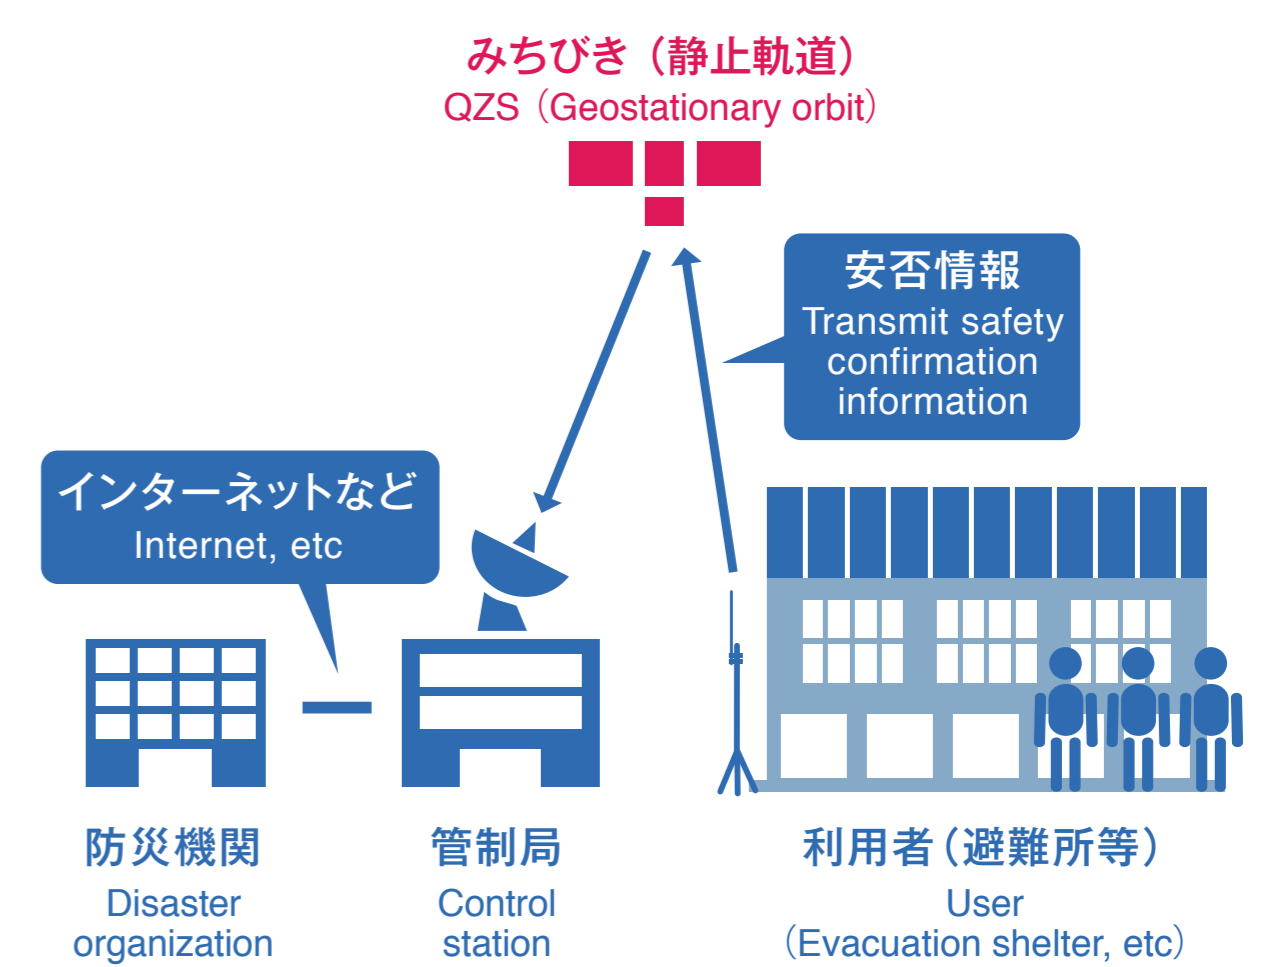 みちびき（静止軌道）
QZS（Geostationary orbit）
安否情報
Transmit safety
confirmation
information
インターネットなど
Internet, etc
防災機関
Disaster
organization
管制局
Control
station
利用者（避難所等）
User
（Evacuation shelter, etc）